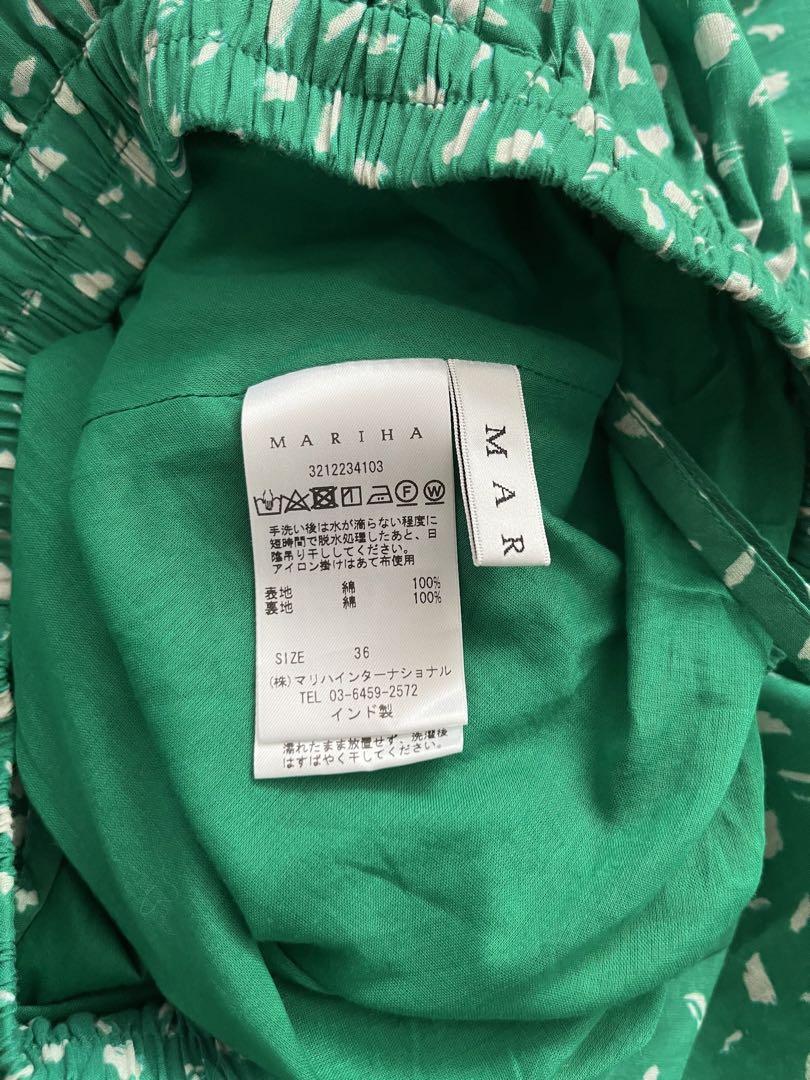 MARIHA
3212234103
F W
手洗い後は水が滴らない程度に
短時間で脱水処理したあと、日
陰吊り干ししてください。
アイロン掛けはあて布使用
表地 綿 100%
裏地 綿 100%
SIZE 36
(株)マリハインターナショナル
TEL 03-6459-2572
インド製
濡れたまま放置せず、洗濯後
はすばやく干してください。
MAR